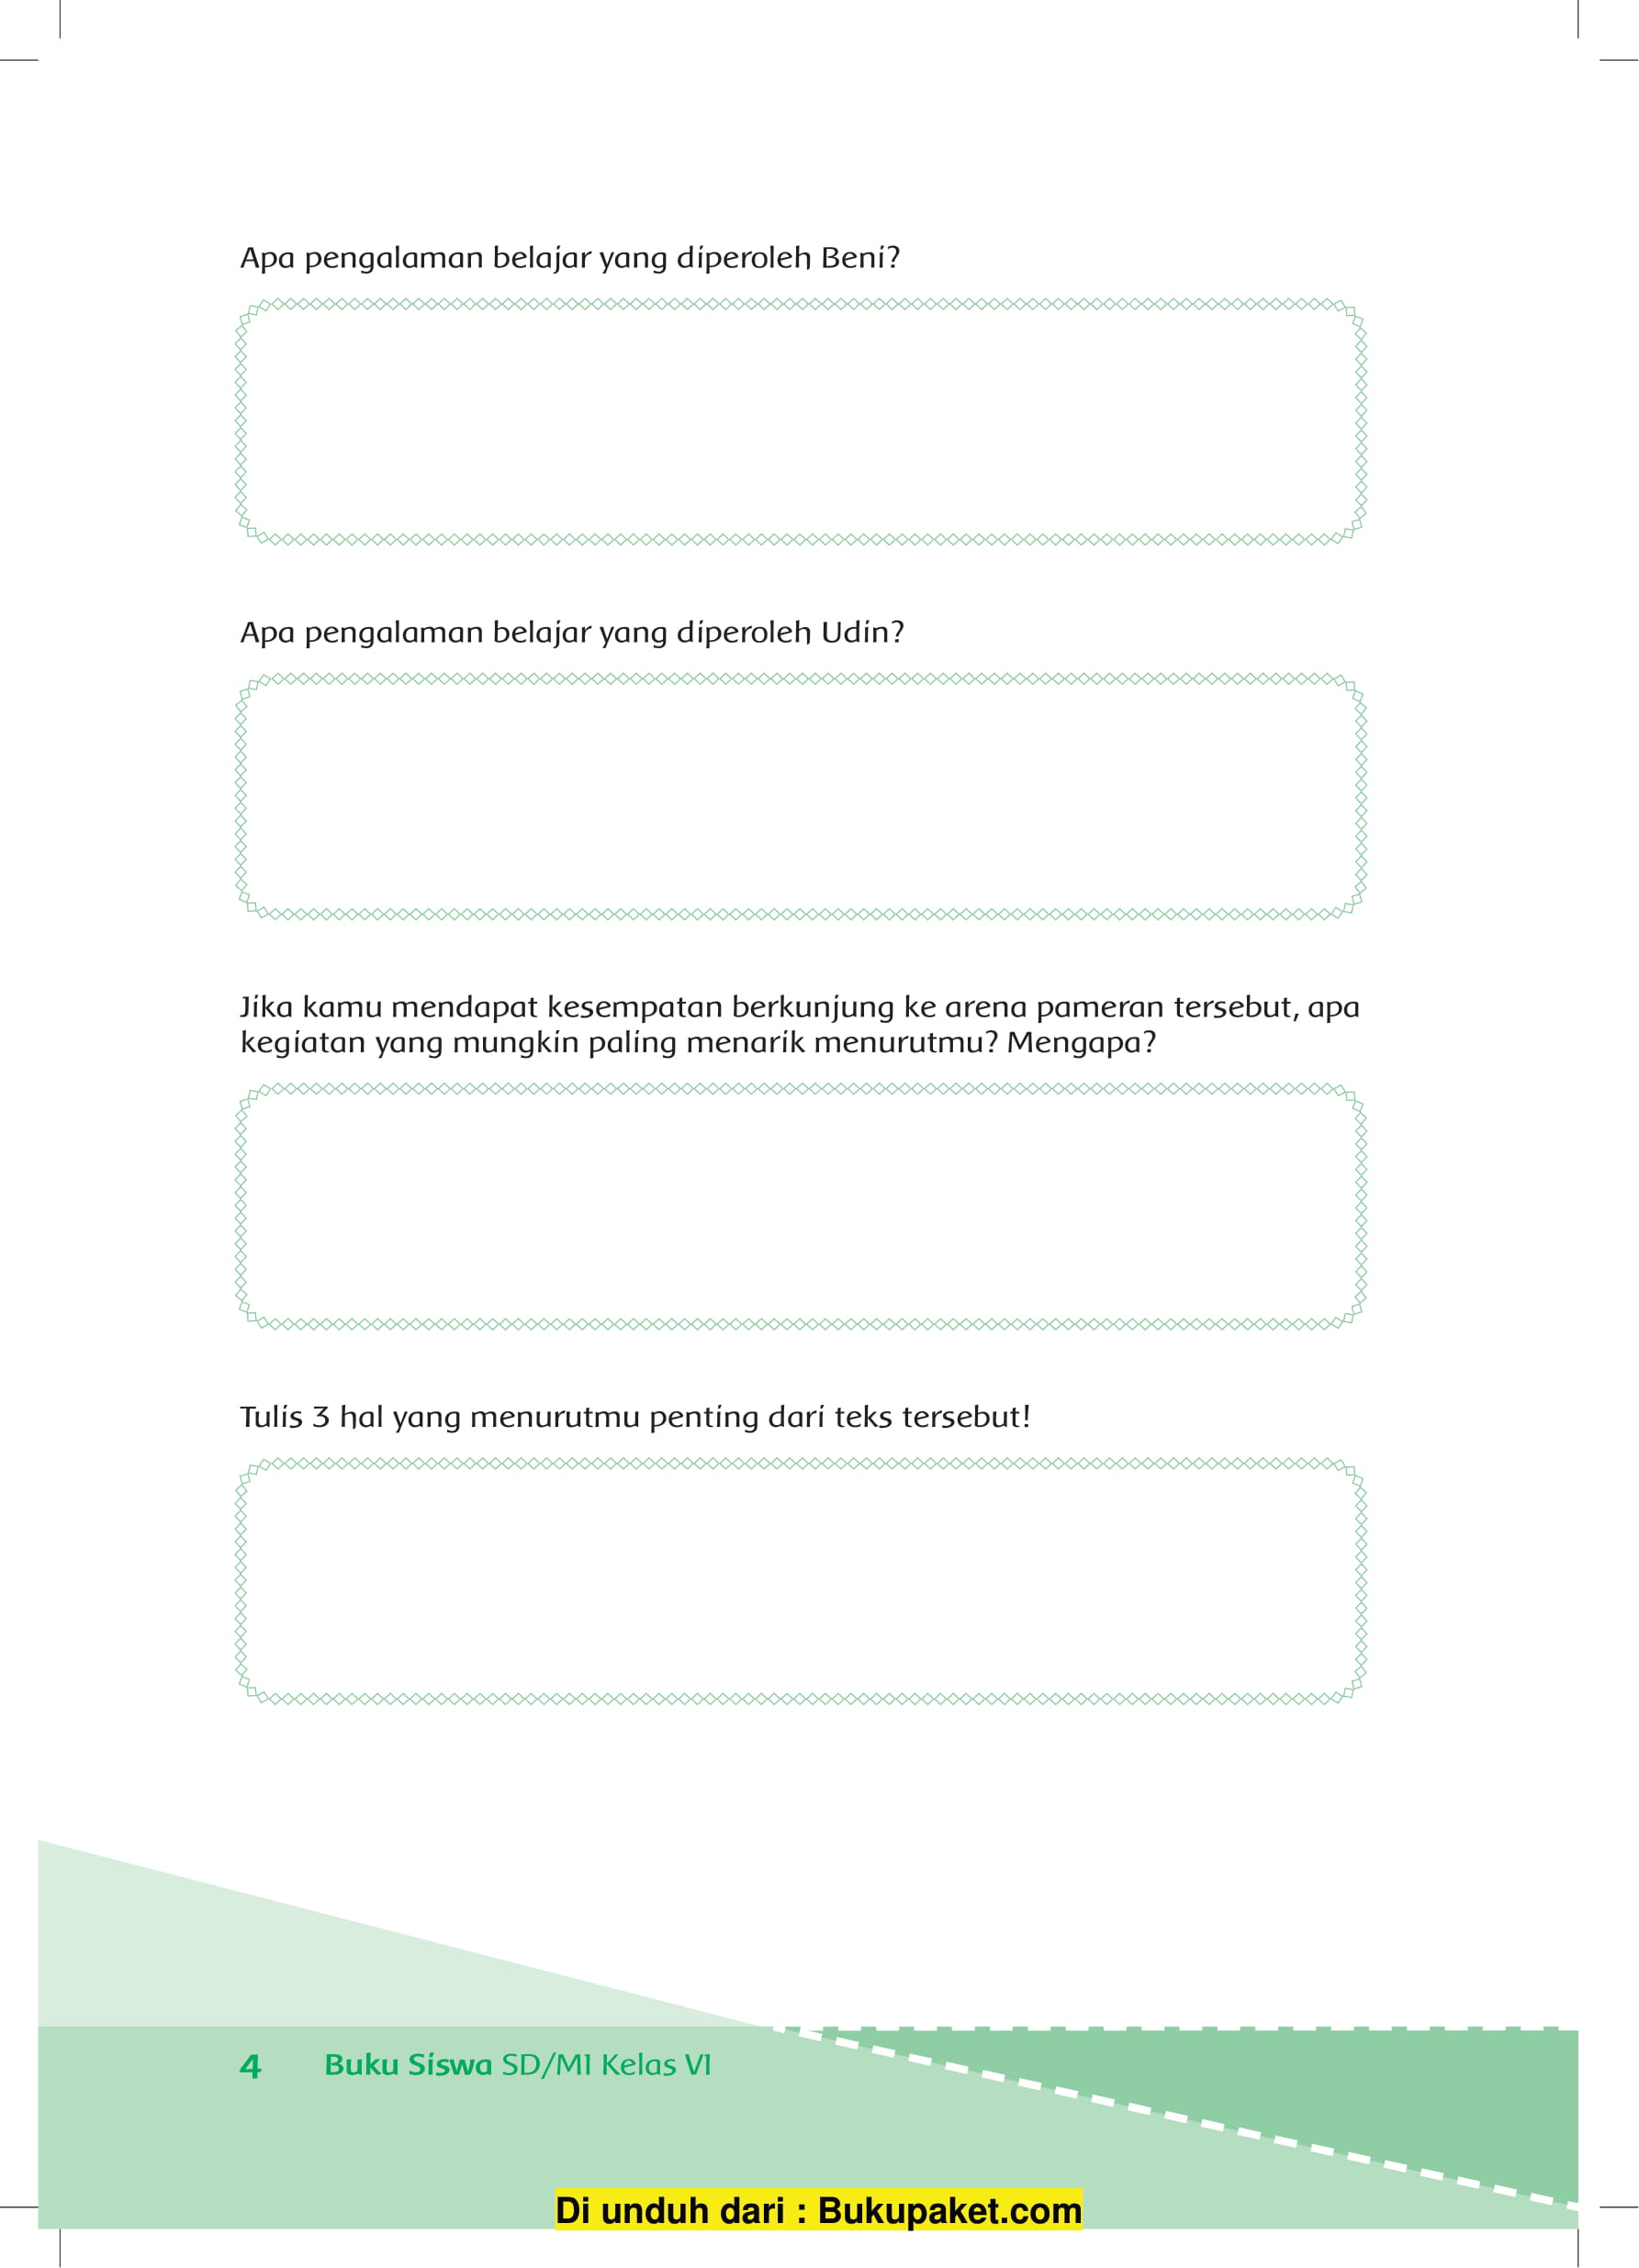 Apa pengalaman belajar yang diperoleh Beni?
Apa pengalaman belajar yang diperoleh Udin?
Jika kamu mendapat kesempatan berkunjung ke arena pameran tersebut, apa
kegiatan yang mungkin paling menarik menurutmu? Mengapa?
Tulis 3 hal yang menurutmu penting dari teks tersebut!
4 Buku Siswa SD/MI Kelas VI
Di unduh dari : Bukupaket.com